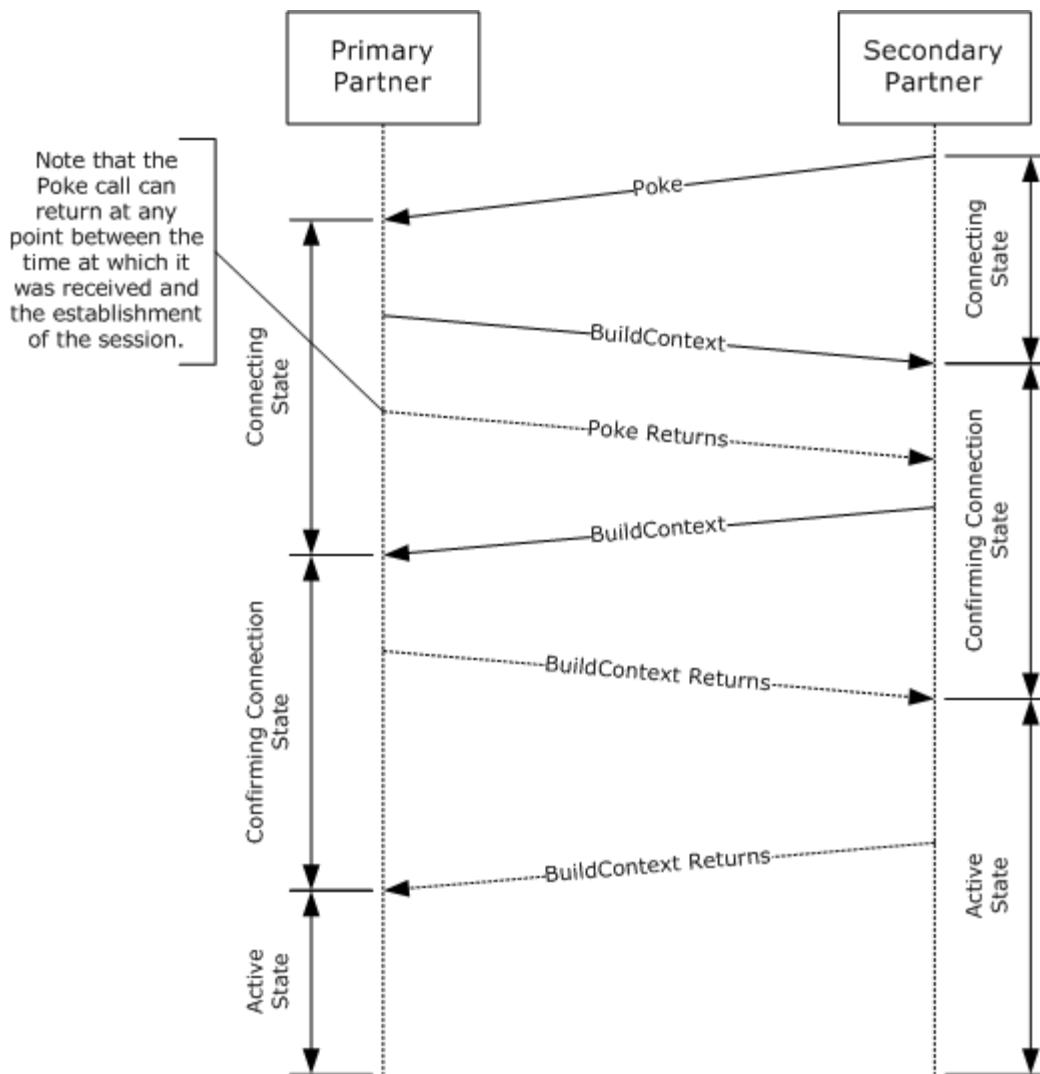 Primary
Partner
Secondary
Partner
Note that the
Poke call can
return at any
point between the
time at which it
was received and
the establishment
of the session.
Poke
Connecting
State
BuildContext
Connecting
State
Poke Returns
BuildContext
Confirming Connection
State
BuildContext Returns
Confirming Connection
State
BuildContext Returns
Active
State
Active
State